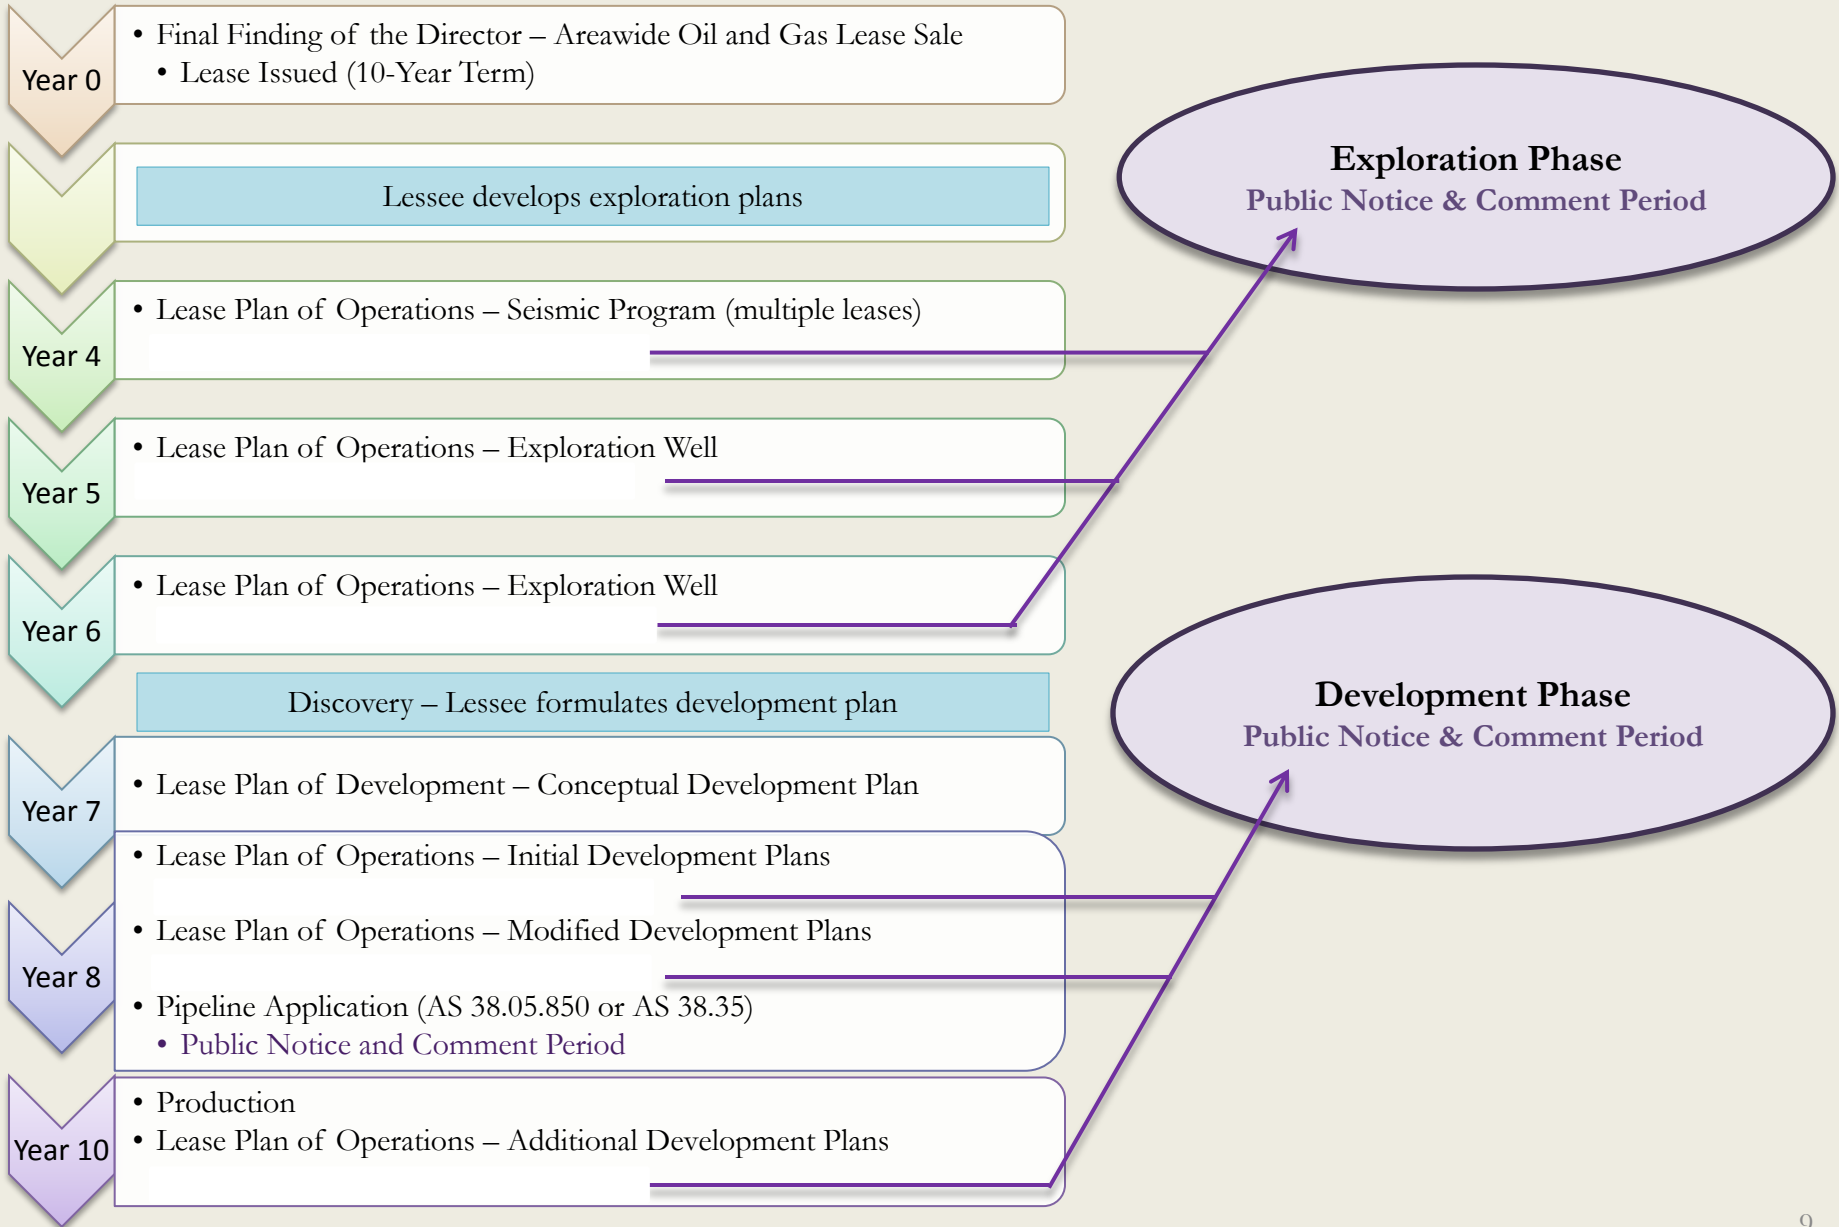 Year 0
• Final Finding of the Director – Areawide Oil and Gas Lease Sale
• Lease Issued (10-Year Term)
Lessee develops exploration plans
Year 4
• Lease Plan of Operations – Seismic Program (multiple leases)
Year 5
• Lease Plan of Operations – Exploration Well
Year 6
• Lease Plan of Operations – Exploration Well
Discovery – Lessee formulates development plan
Year 7
• Lease Plan of Development – Conceptual Development Plan
Year 8
• Lease Plan of Operations – Initial Development Plans
• Lease Plan of Operations – Modified Development Plans
• Pipeline Application (AS 38.05.850 or AS 38.35)
• Public Notice and Comment Period
Year 10
• Production
• Lease Plan of Operations – Additional Development Plans
Exploration Phase
Public Notice & Comment Period
Development Phase
Public Notice & Comment Period
9